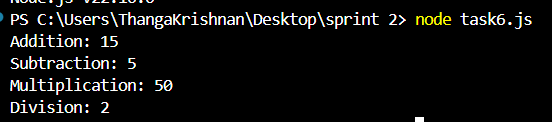 PS C:\Users\ThangaKrishnan\Desktop\sprint 2> node task6.js
Addition: 15
Subtraction: 5
Multiplication: 50
Division: 2